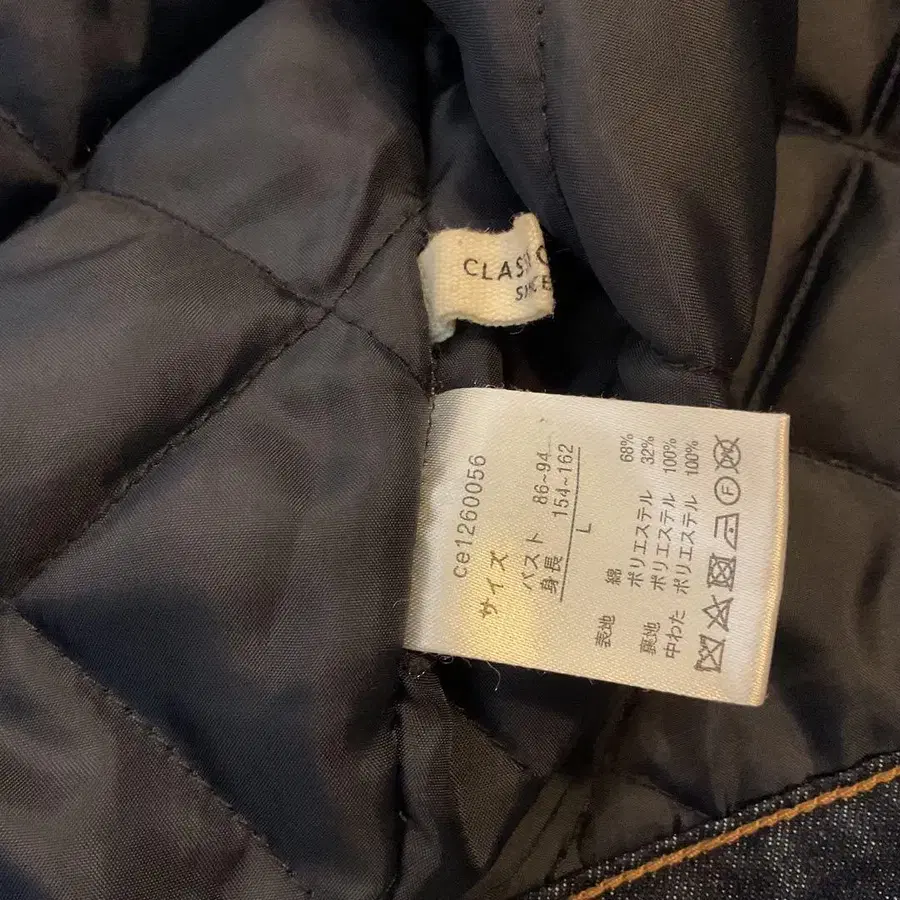 CLASS
ce1260056
サイズ
バスト 86~94
身長 154~162
L
表地 綿 68%
ポリエステル 32%
裏地 ポリエステル 100%
中わた ポリエステル 100%
F